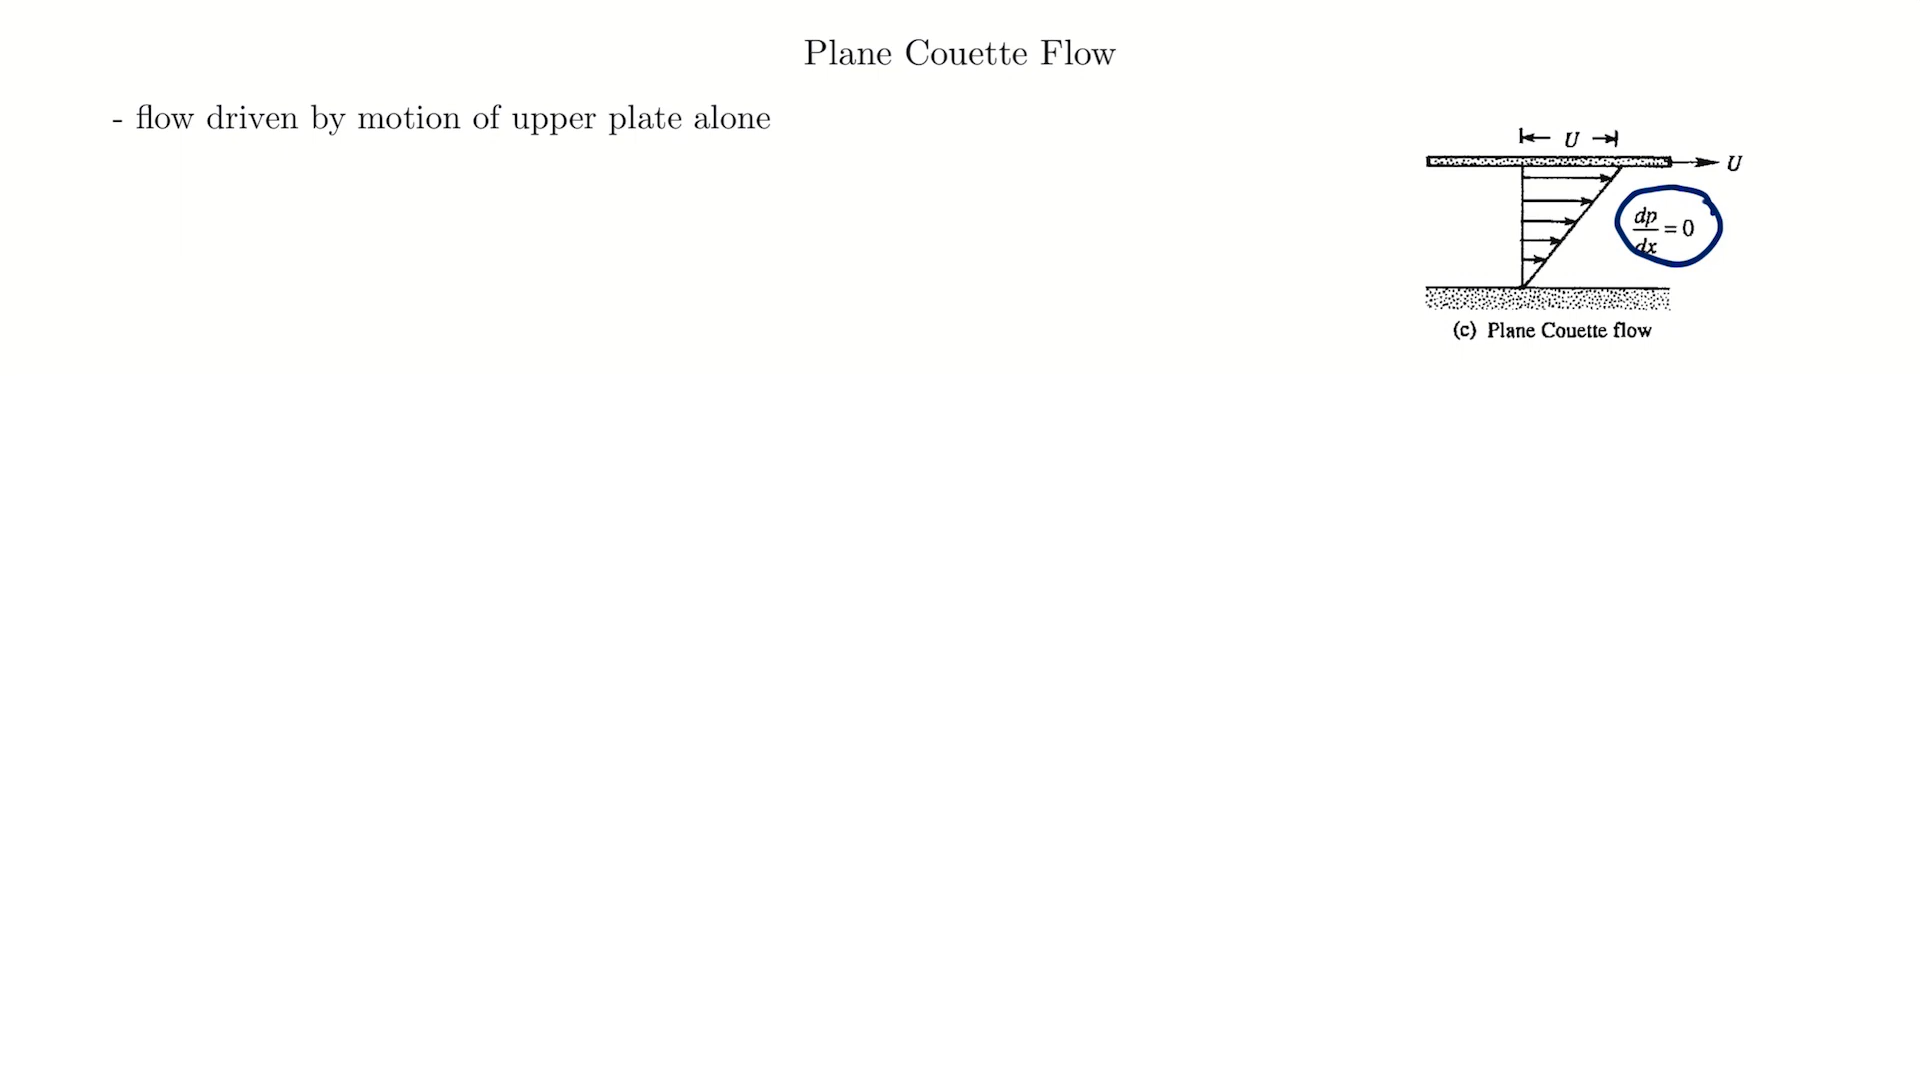 Plane Couette Flow
- flow driven by motion of upper plate alone
U
U
dp/dx = 0
(c) Plane Couette flow